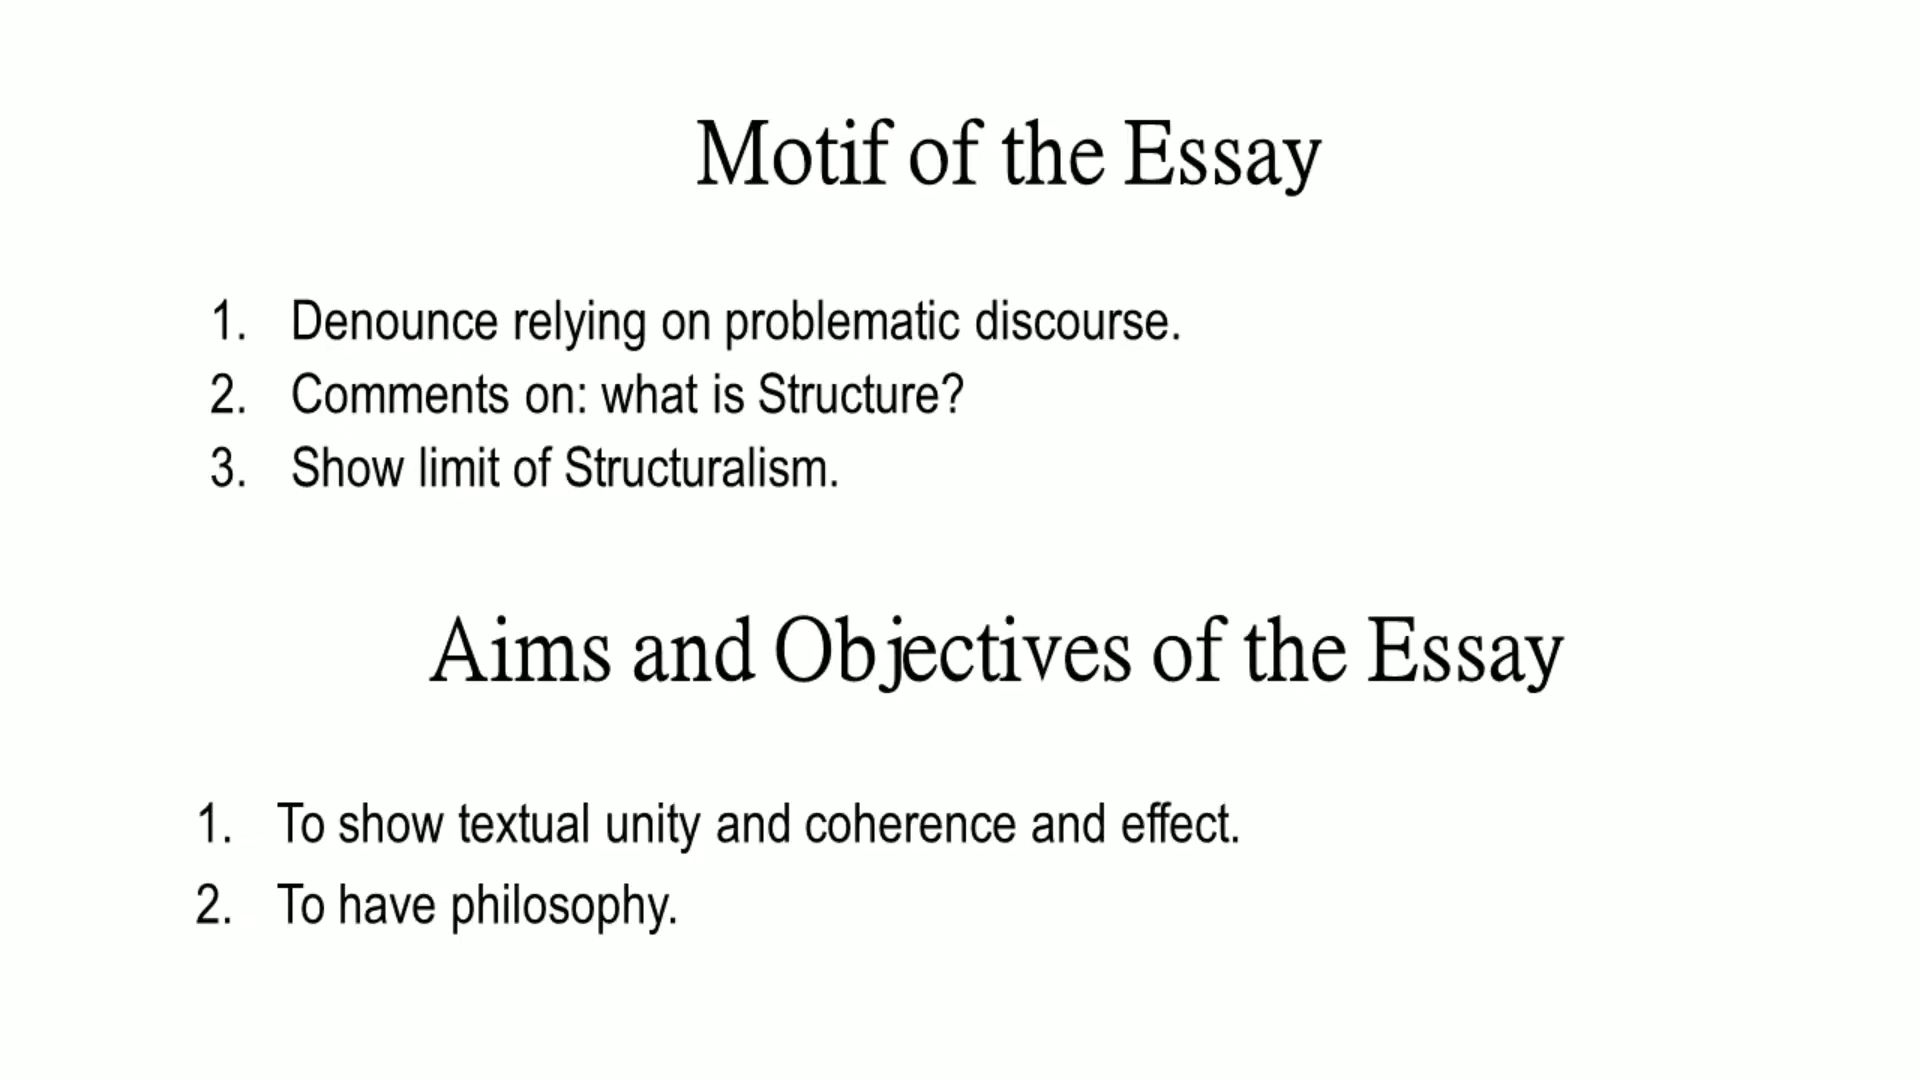 Motif of the Essay
1. Denounce relying on problematic discourse.
2. Comments on: what is Structure?
3. Show limit of Structuralism.
Aims and Objectives of the Essay
1. To show textual unity and coherence and effect.
2. To have philosophy.